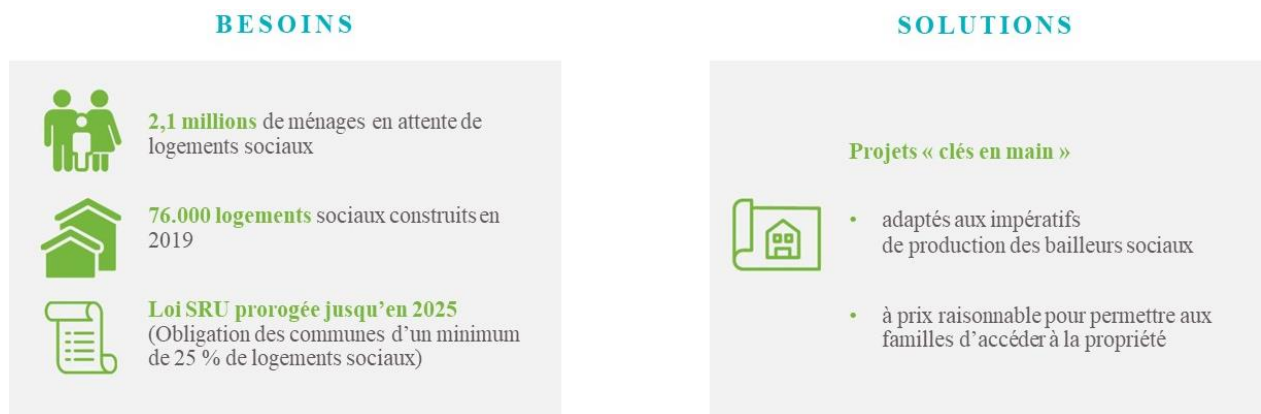 BESOINS
2,1 millions de ménages en attente de
logements sociaux
76.000 logements sociaux construits en
2019
Loi SRU prorogée jusqu’en 2025
(Obligation des communes d’un minimum
de 25 % de logements sociaux)
SOLUTIONS
Projets « clés en main »
• adaptés aux impératifs
de production des bailleurs sociaux
• à prix raisonnable pour permettre aux
familles d’accéder à la propriété